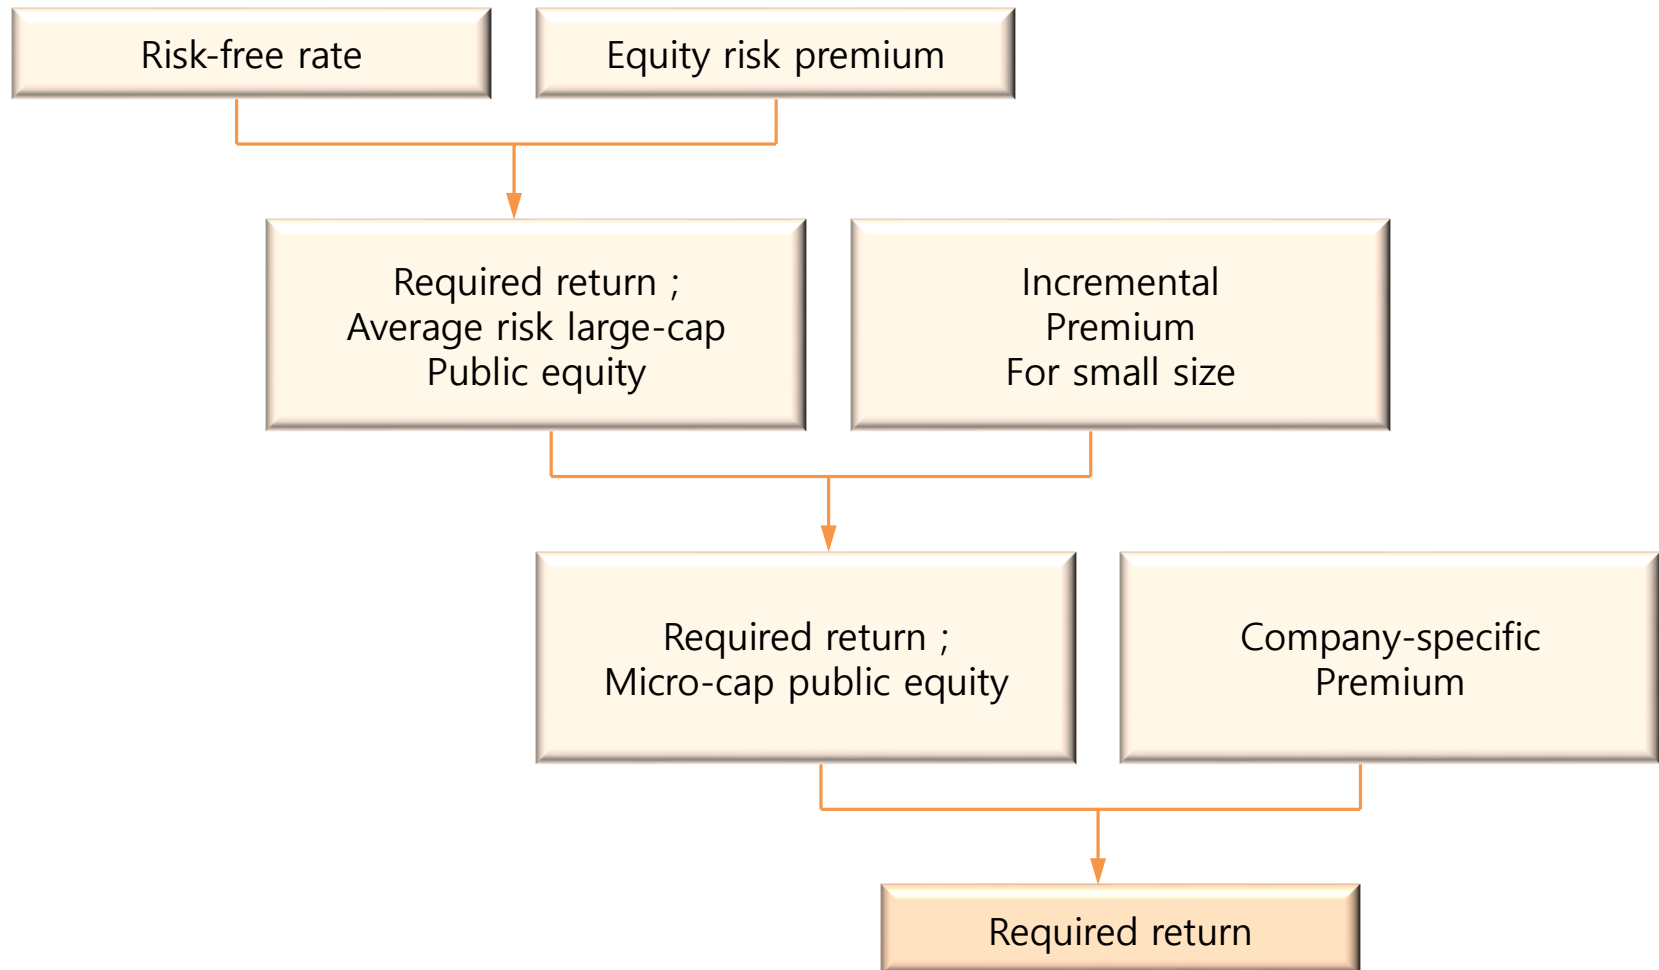 Risk-free rate
Equity risk premium
Required return ;
Average risk large-cap
Public equity
Incremental
Premium
For small size
Required return ;
Micro-cap public equity
Company-specific
Premium
Required return